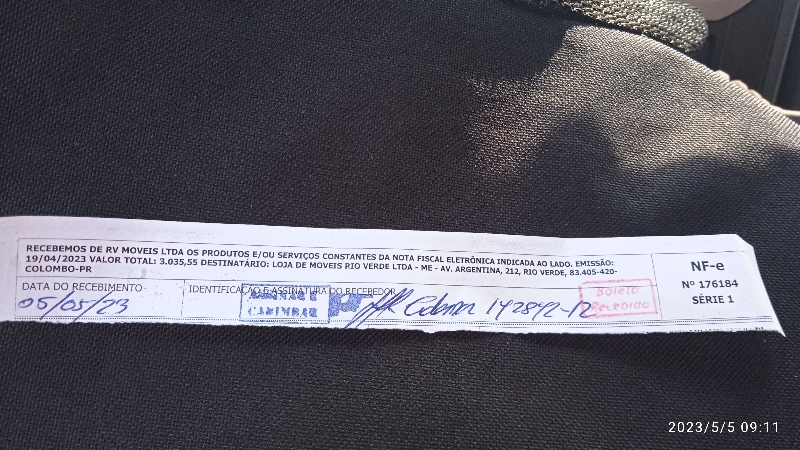 RECEBEMOS DE RV MOVEIS LTDA OS PRODUTOS E/OU SERVIÇOS CONSTANTES DA NOTA FISCAL ELETRÔNICA INDICADA AO LADO. EMISSÃO:
19/04/2023 VALOR TOTAL: 3.035,55 DESTINATÁRIO: LOJA DE MOVEIS RIO VERDE LTDA - ME - AV. ARGENTINA, 212, RIO VERDE, 83.405-420-
COLOMBO-PR
NF-e
Nº 176184
SÉRIE 1
DATA DO RECEBIMENTO
05/05/23
IDENTIFICAÇAO E ASSINATURA DO RECEBEDOR
142842-12
Boleto
Recebido
2023/5/5 09:11